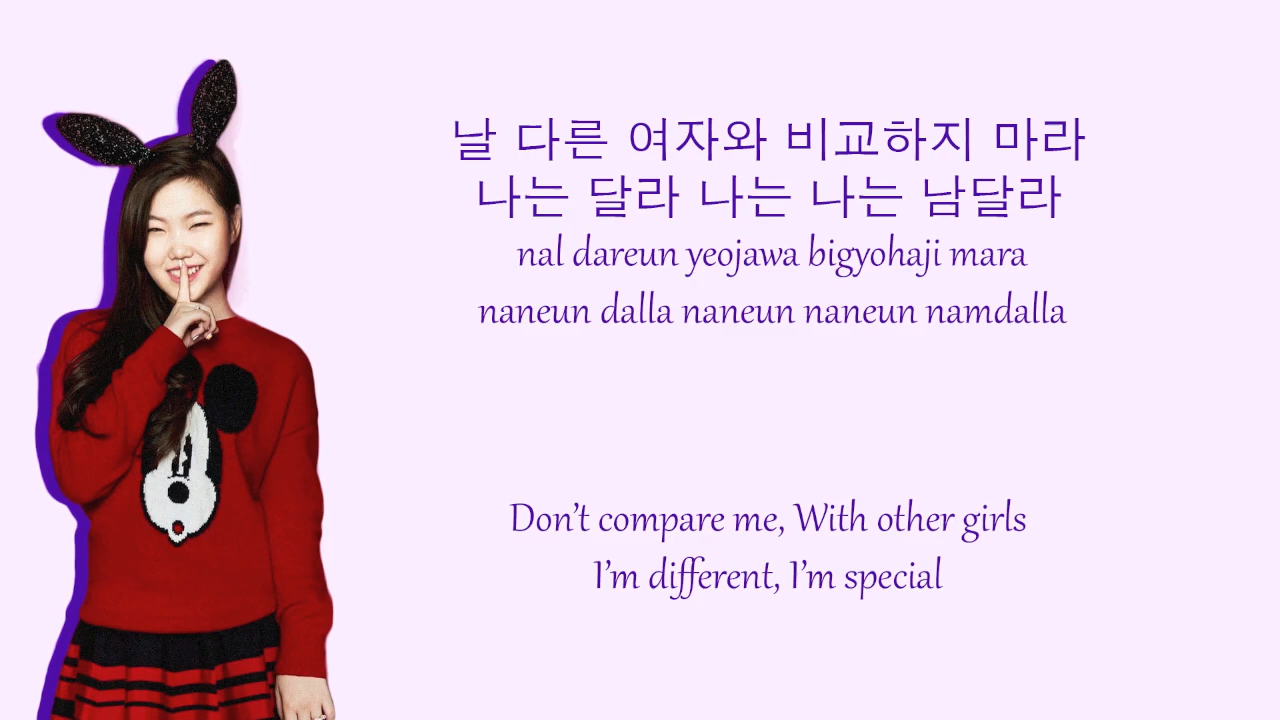 날 다른 여자와 비교하지 마라
나는 달라 나는 나는 남달라
nal dareun yeojawa bigyohaji mara
naneun dalla naneun naneun namdalla
Don't compare me, With other girls
I'm different, I'm special